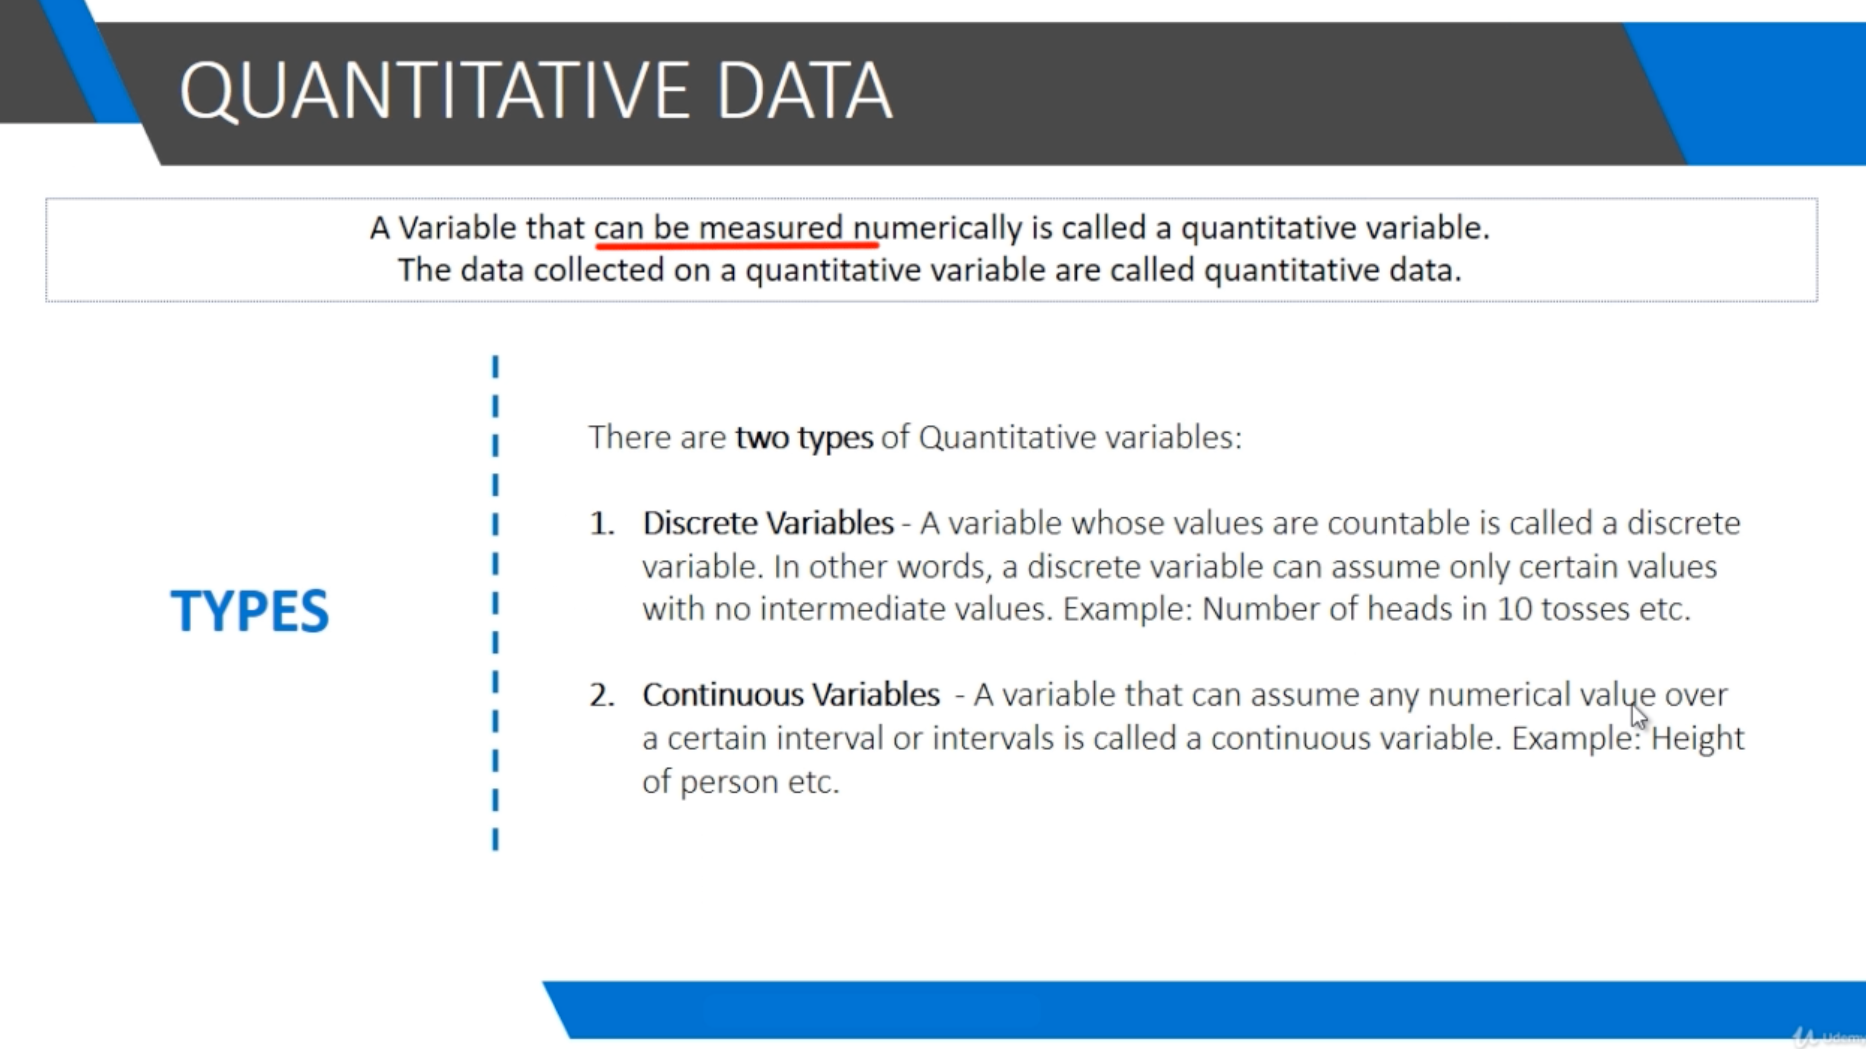 QUANTITATIVE DATA
A Variable that can be measured numerically is called a quantitative variable.
The data collected on a quantitative variable are called quantitative data.
TYPES
There are two types of Quantitative variables:
1. Discrete Variables - A variable whose values are countable is called a discrete
variable. In other words, a discrete variable can assume only certain values
with no intermediate values. Example: Number of heads in 10 tosses etc.
2. Continuous Variables - A variable that can assume any numerical value over
a certain interval or intervals is called a continuous variable. Example: Height
of person etc.
Udemy